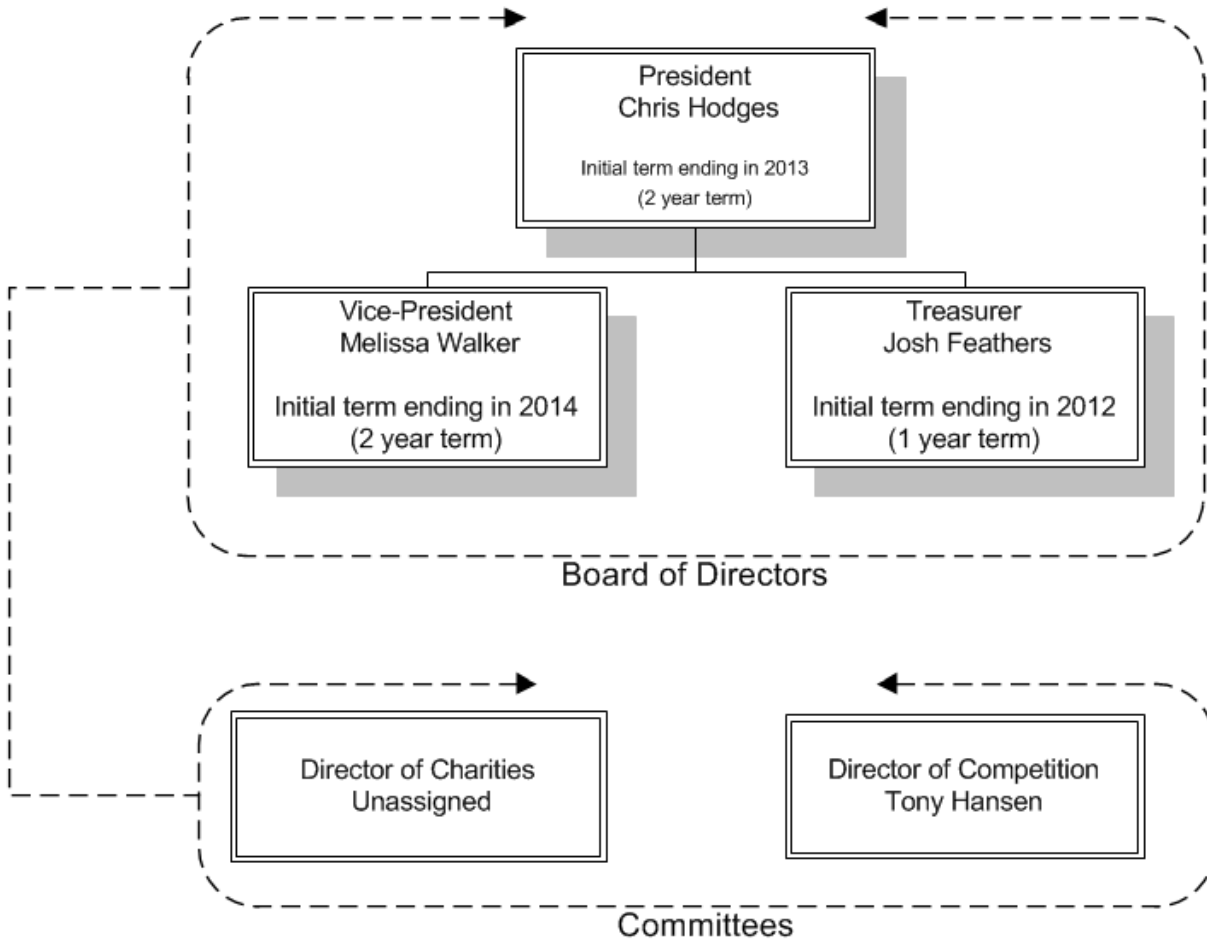 President
Chris Hodges
Initial term ending in 2013
(2 year term)
Vice-President
Melissa Walker
Initial term ending in 2014
(2 year term)
Treasurer
Josh Feathers
Initial term ending in 2012
(1 year term)
Board of Directors
Director of Charities
Unassigned
Director of Competition
Tony Hansen
Committees